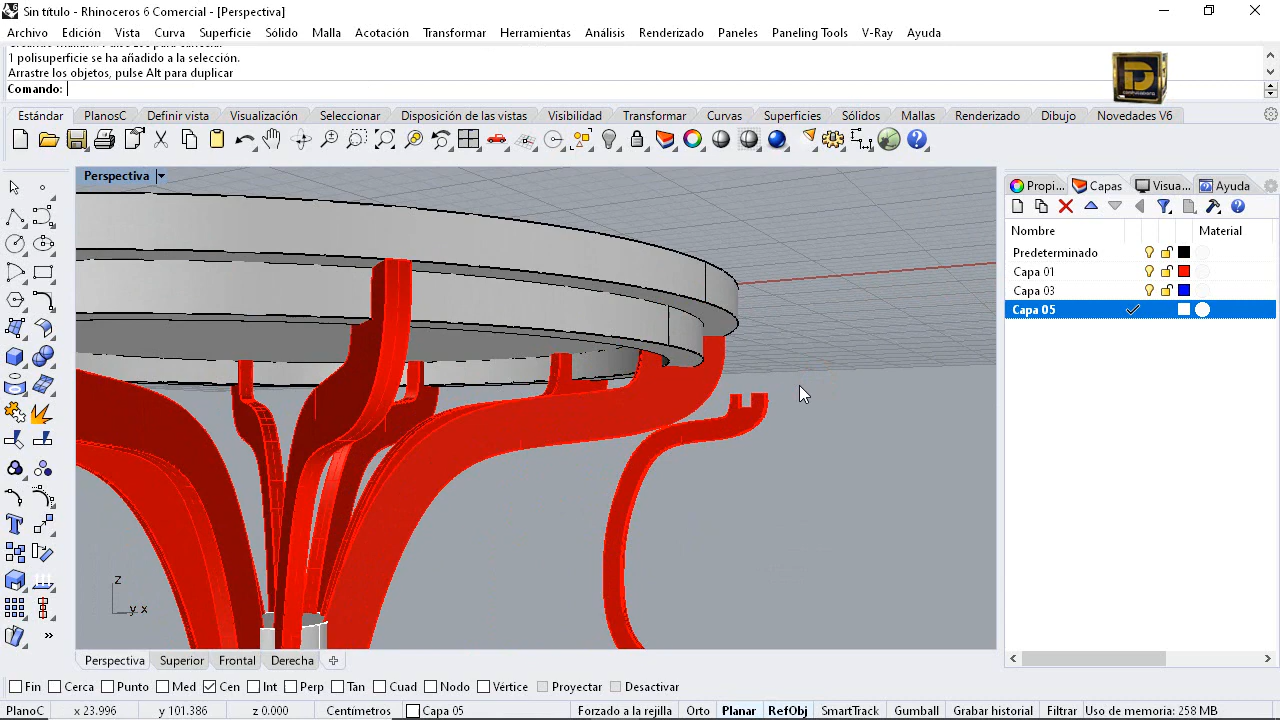 Sin título - Rhinoceros 6 Comercial - [Perspectiva]
Archivo Edición Vista Curva Superficie Sólido Malla Acotación Transformar Herramientas Análisis Renderizado Paneles Paneling Tools V-Ray Ayuda
1 polisuperficie se ha añadido a la selección.
Arrastre los objetos, pulse Alt para duplicar
Comando:
Estándar PlanosC Definir vista Visualización Seleccionar Disposición de las vistas Visibilidad Transformar Curvas Superficies Sólidos Mallas Renderizado Dibujo Novedades V6
Perspectiva
Propi... Capas Visua... Ayuda
Nombre Material
Predeterminado
Capa 01
Capa 03
Capa 05
z
y x
Perspectiva Superior Frontal Derecha
Fin Cerca Punto Med Cen Int Perp Tan Cuad Nodo Vértice Proyectar Desactivar
PlanoC x 23.996 y 101.386 z 0.000 Centímetros Capa 05 Forzado a la rejilla Orto Planar RefObj SmartTrack Gumball Grabar historial Filtrar Uso de memoria: 258 MB